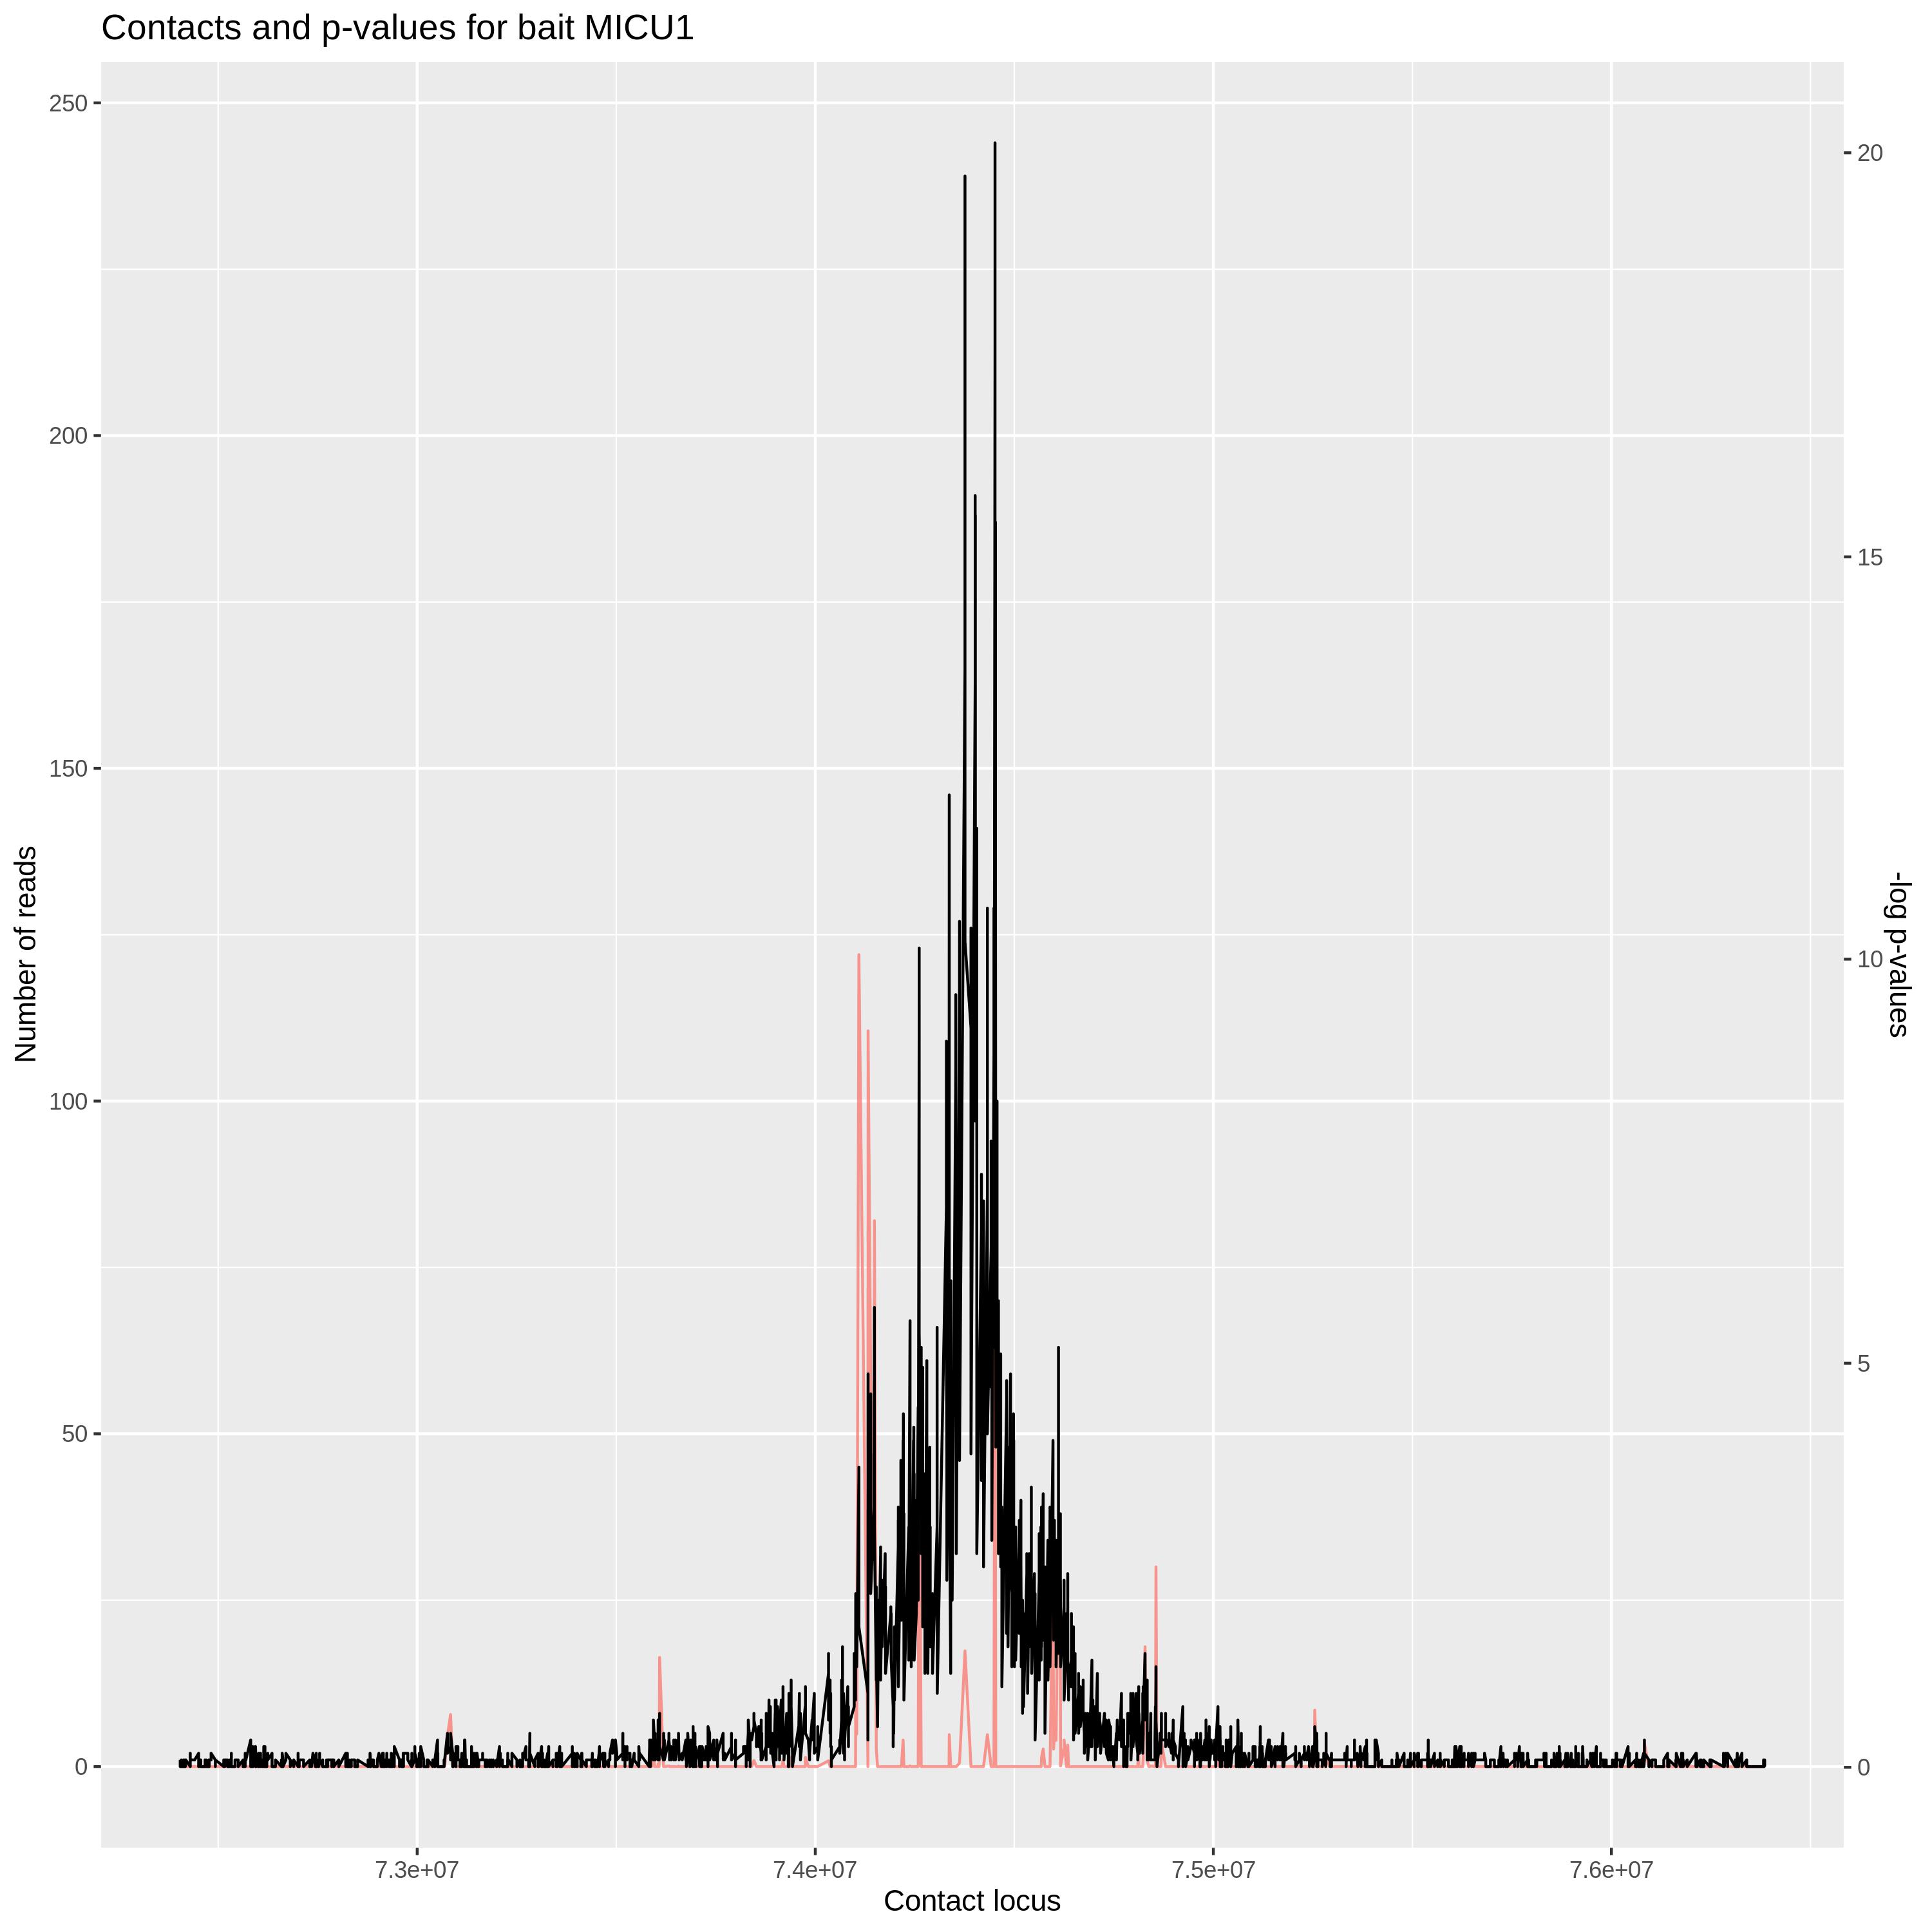 Contacts and p-values for bait MICU1
250
200
150
100
50
0
Number of reads
20
15
10
5
0
-log p-values
7.3e+07
7.4e+07
7.5e+07
7.6e+07
Contact locus